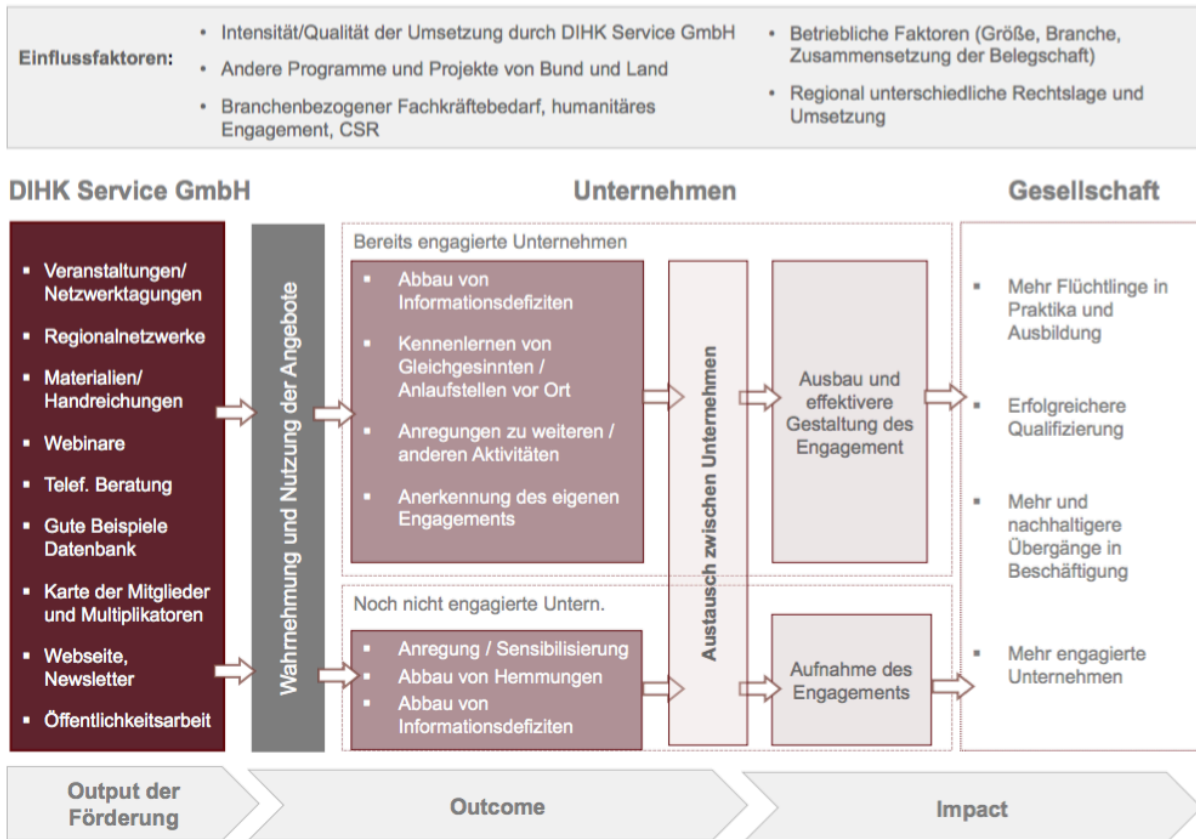 Einflussfaktoren:
• Intensität/Qualität der Umsetzung durch DIHK Service GmbH
• Andere Programme und Projekte von Bund und Land
• Branchenbezogener Fachkräftebedarf, humanitäres
Engagement, CSR
• Betriebliche Faktoren (Größe, Branche,
Zusammensetzung der Belegschaft)
• Regional unterschiedliche Rechtslage und
Umsetzung
DIHK Service GmbH
▪ Veranstaltungen/
Netzwerktagungen
▪ Regionalnetzwerke
▪ Materialien/
Handreichungen
▪ Webinare
▪ Telef. Beratung
▪ Gute Beispiele
Datenbank
▪ Karte der Mitglieder
und Multiplikatoren
▪ Webseite,
Newsletter
▪ Öffentlichkeitsarbeit
Wahrnehmung und Nutzung der Angebote
Unternehmen
Bereits engagierte Unternehmen
▪ Abbau von
Informationsdefiziten
▪ Kennenlernen von
Gleichgesinnten /
Anlaufstellen vor Ort
▪ Anregungen zu weiteren /
anderen Aktivitäten
▪ Anerkennung des eigenen
Engagements
Noch nicht engagierte Untern.
▪ Anregung / Sensibilisierung
▪ Abbau von Hemmungen
▪ Abbau von
Informationsdefiziten
Austausch zwischen Unternehmen
Ausbau und
effektivere
Gestaltung des
Engagement
Aufnahme des
Engagements
Gesellschaft
▪ Mehr Flüchtlinge in
Praktika und
Ausbildung
▪ Erfolgreichere
Qualifizierung
▪ Mehr und
nachhaltigere
Übergänge in
Beschäftigung
▪ Mehr engagierte
Unternehmen
Output der
Förderung
Outcome
Impact